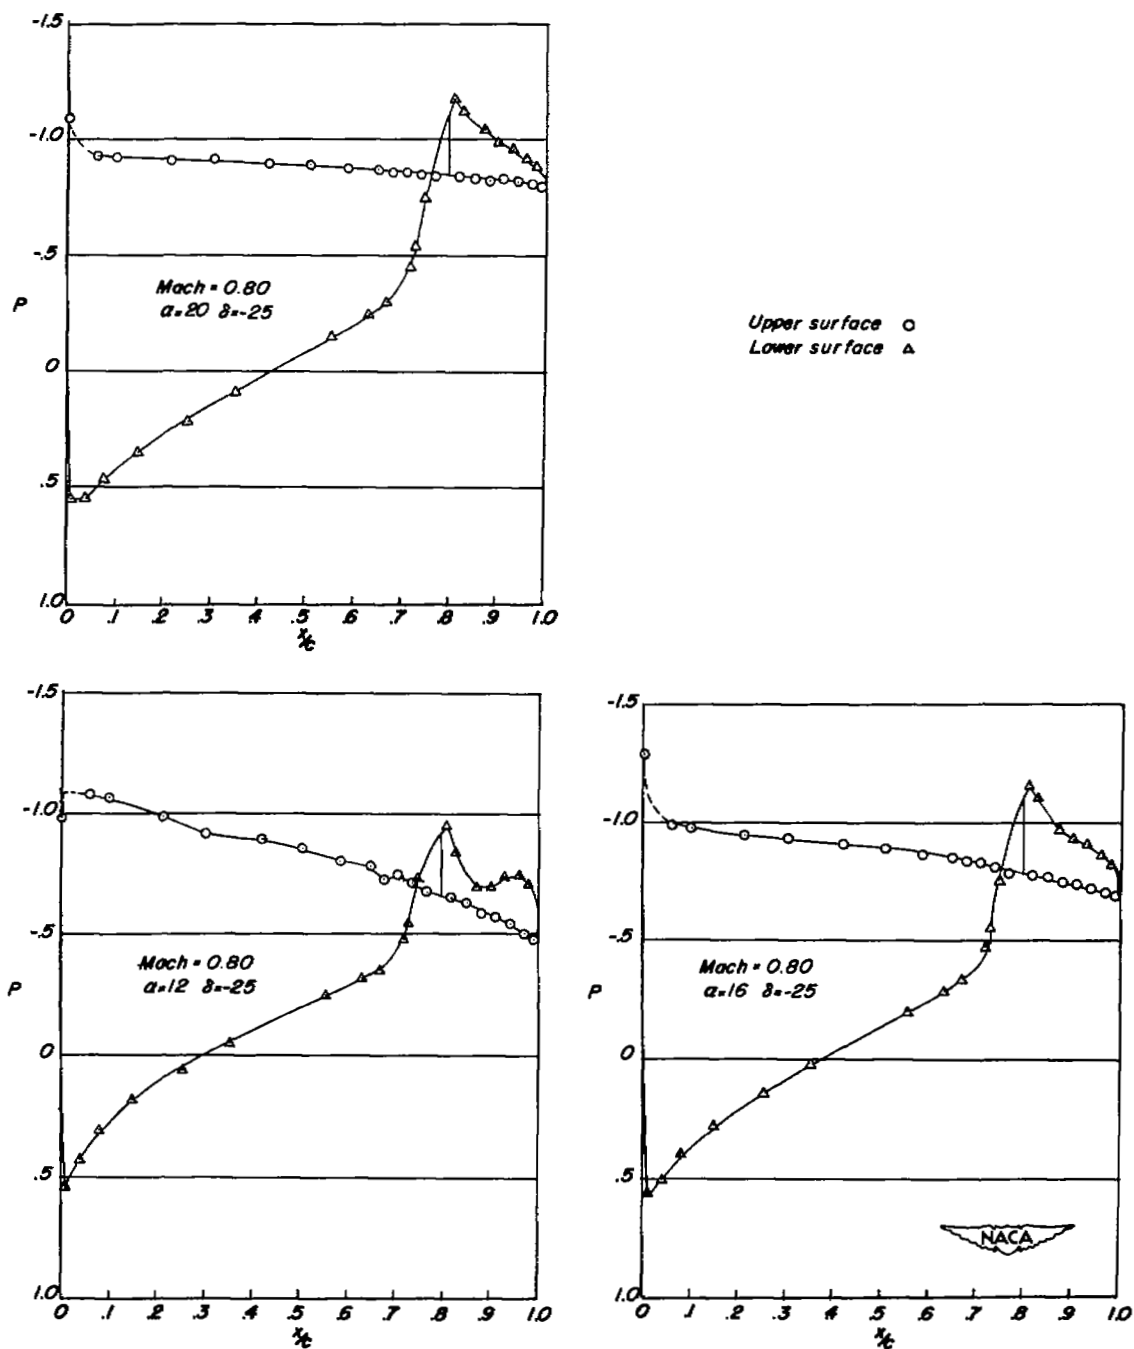 -1.5
-1.0
-.5
P
0
.5
1.0
Mach = 0.80
α=20 δ=-25
0 .1 .2 .3 .4 .5 .6 .7 .8 .9 1.0
x/c
Upper surface ○
Lower surface △
-1.5
-1.0
-.5
P
0
.5
1.0
Mach = 0.80
α=12 δ=-25
0 .1 .2 .3 .4 .5 .6 .7 .8 .9 1.0
x/c
-1.5
-1.0
-.5
P
0
.5
1.0
Mach = 0.80
α=16 δ=-25
NACA
0 .1 .2 .3 .4 .5 .6 .7 .8 .9 1.0
x/c